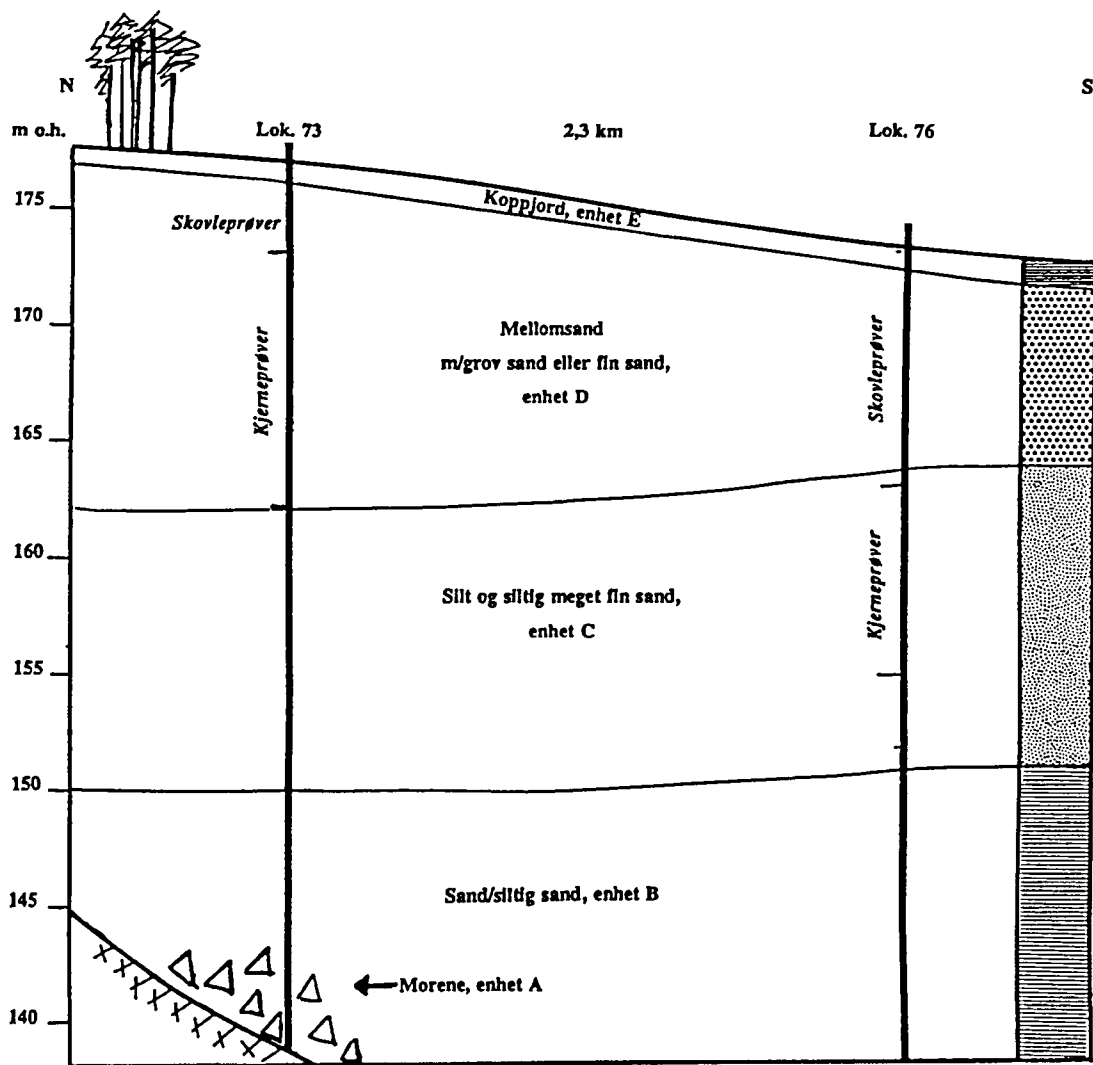 N
S
m o.h.
Lok. 73
2,3 km
Lok. 76
175
170
165
160
155
150
145
140
Skovleprøver
Kjerneprøver
Koppjord, enhet E
Mellomsand
m/grov sand eller fin sand,
enhet D
Skovleprøver
Silt og siltig meget fin sand,
enhet C
Kjerneprøver
Sand/siltig sand, enhet B
Morene, enhet A